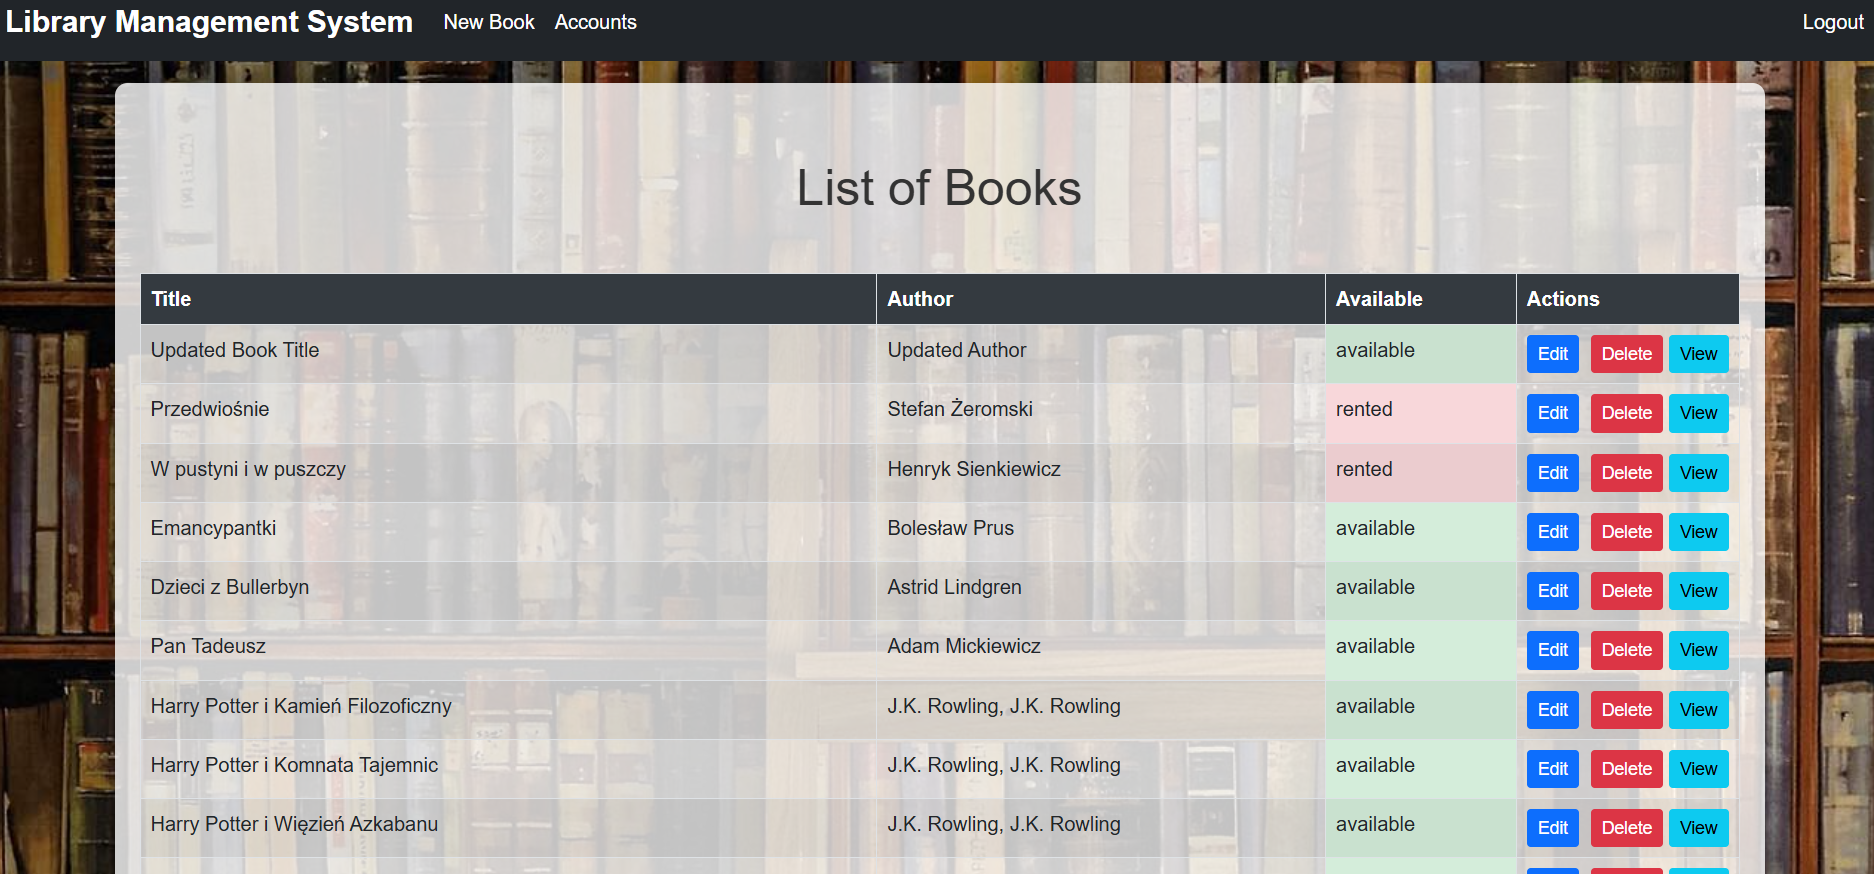 Library Management System New Book Accounts Logout
List of Books
Title Author Available Actions
Updated Book Title Updated Author available Edit Delete View
Przedwiośnie Stefan Żeromski rented Edit Delete View
W pustyni i w puszczy Henryk Sienkiewicz rented Edit Delete View
Emancypantki Bolesław Prus available Edit Delete View
Dzieci z Bullerbyn Astrid Lindgren available Edit Delete View
Pan Tadeusz Adam Mickiewicz available Edit Delete View
Harry Potter i Kamień Filozoficzny J.K. Rowling, J.K. Rowling available Edit Delete View
Harry Potter i Komnata Tajemnic J.K. Rowling, J.K. Rowling available Edit Delete View
Harry Potter i Więzień Azkabanu J.K. Rowling, J.K. Rowling available Edit Delete View